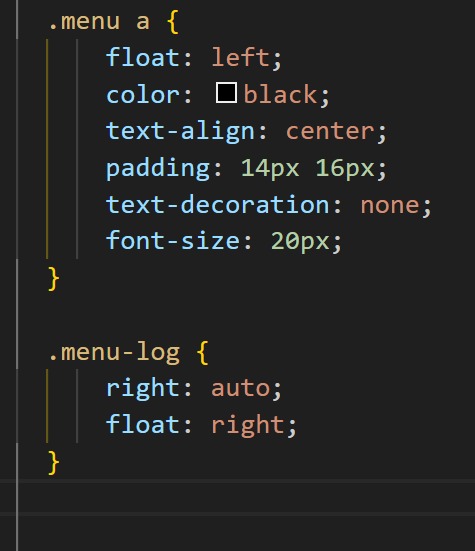 .menu a {
float: left;
color: black;
text-align: center;
padding: 14px 16px;
text-decoration: none;
font-size: 20px;
}
.menu-log {
right: auto;
float: right;
}